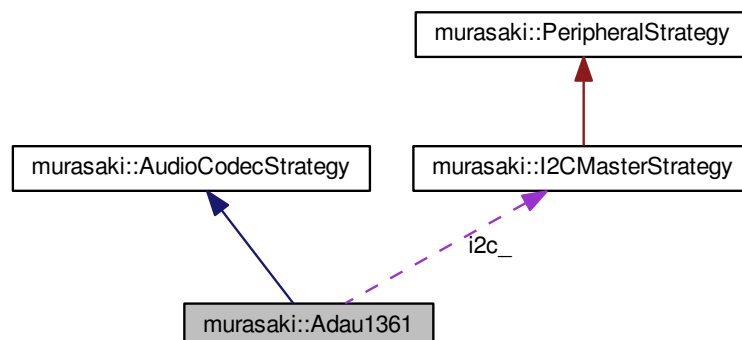 murasaki::PeripheralStrategy
murasaki::AudioCodecStrategy
murasaki::I2CMasterStrategy
i2c_
murasaki::Adau1361